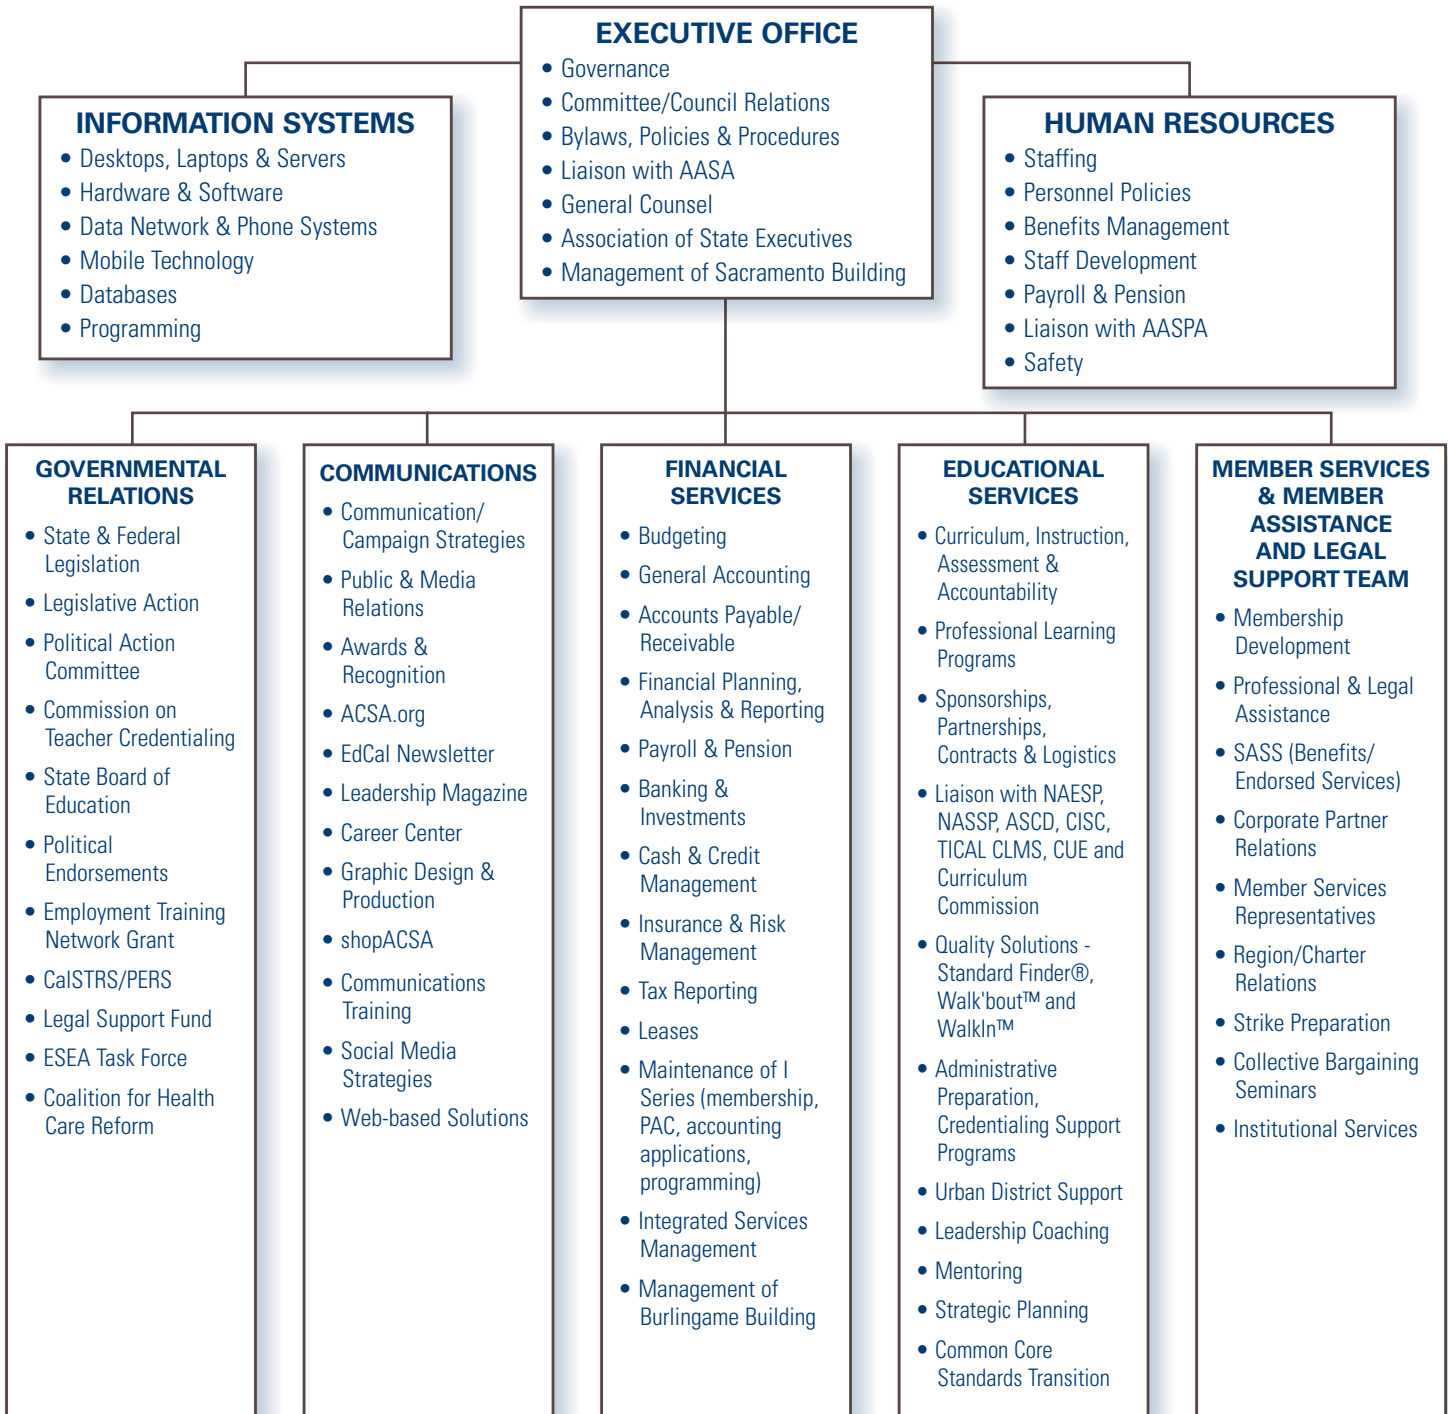 EXECUTIVE OFFICE
• Governance
• Committee/Council Relations
• Bylaws, Policies & Procedures
• Liaison with AASA
• General Counsel
• Association of State Executives
• Management of Sacramento Building
INFORMATION SYSTEMS
• Desktops, Laptops & Servers
• Hardware & Software
• Data Network & Phone Systems
• Mobile Technology
• Databases
• Programming
HUMAN RESOURCES
• Staffing
• Personnel Policies
• Benefits Management
• Staff Development
• Payroll & Pension
• Liaison with AASPA
• Safety
GOVERNMENTAL
RELATIONS
• State & Federal
Legislation
• Legislative Action
• Political Action
Committee
• Commission on
Teacher Credentialing
• State Board of
Education
• Political
Endorsements
• Employment Training
Network Grant
• CalSTRS/PERS
• Legal Support Fund
• ESEA Task Force
• Coalition for Health
Care Reform
COMMUNICATIONS
• Communication/
Campaign Strategies
• Public & Media
Relations
• Awards &
Recognition
• ACSA.org
• EdCal Newsletter
• Leadership Magazine
• Career Center
• Graphic Design &
Production
• shopACSA
• Communications
Training
• Social Media
Strategies
• Web-based Solutions
FINANCIAL
SERVICES
• Budgeting
• General Accounting
• Accounts Payable/
Receivable
• Financial Planning,
Analysis & Reporting
• Payroll & Pension
• Banking &
Investments
• Cash & Credit
Management
• Insurance & Risk
Management
• Tax Reporting
• Leases
• Maintenance of I
Series (membership,
PAC, accounting
applications,
programming)
• Integrated Services
Management
• Management of
Burlingame Building
EDUCATIONAL
SERVICES
• Curriculum, Instruction,
Assessment &
Accountability
• Professional Learning
Programs
• Sponsorships,
Partnerships,
Contracts & Logistics
• Liaison with NAESP,
NASSP, ASCD, CISC,
TICAL CLMS, CUE and
Curriculum
Commission
• Quality Solutions -
Standard Finder®,
Walk'bout™ and
WalkIn™
• Administrative
Preparation,
Credentialing Support
Programs
• Urban District Support
• Leadership Coaching
• Mentoring
• Strategic Planning
• Common Core
Standards Transition
MEMBER SERVICES
& MEMBER
ASSISTANCE
AND LEGAL
SUPPORT TEAM
• Membership
Development
• Professional & Legal
Assistance
• SASS (Benefits/
Endorsed Services)
• Corporate Partner
Relations
• Member Services
Representatives
• Region/Charter
Relations
• Strike Preparation
• Collective Bargaining
Seminars
• Institutional Services